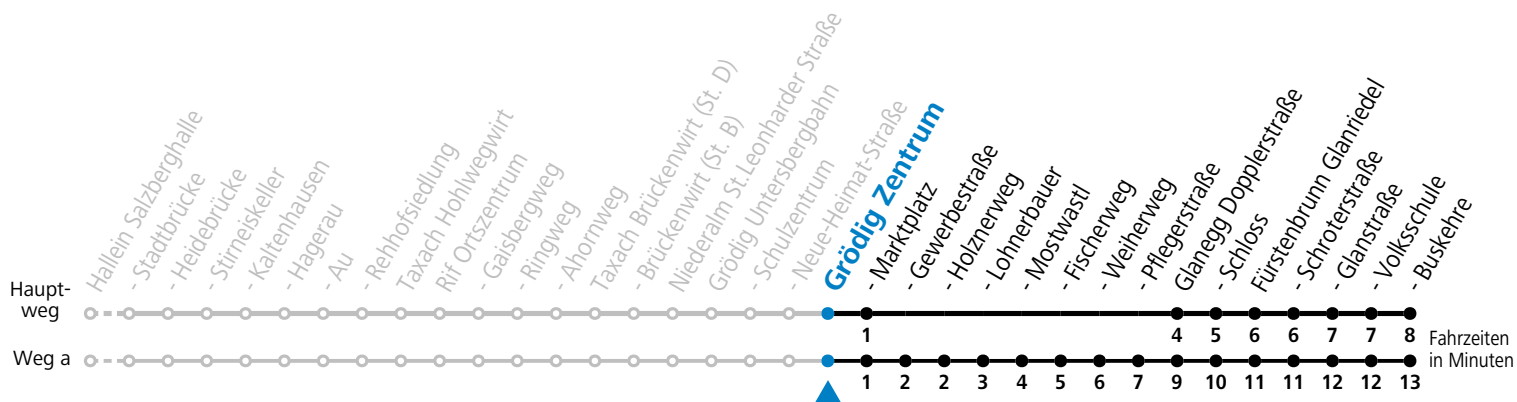 Hallein Salzberghalle
- Stadtbrücke
- Heidebrücke
- Stirneiskeller
- Kaltenhausen
- Hagerau
- Au
- Rehhofsiedlung
Taxach Hohlwegwirt
Rif Ortszentrum
- Gaisbergweg
- Ringweg
- Ahornweg
Taxach Brückenwirt (St. D)
- Brückenwirt (St. B)
Niederalm St.Leonharder Straße
Grödig Untersbergbahn
- Schulzentrum
- Neue-Heimat-Straße
Grödig Zentrum
- Marktplatz
- Gewerbestraße
- Holznerweg
- Lohnerbauer
- Mostwastl
- Fischerweg
- Weiherweg
- Pflegerstraße
Glanegg Dopplerstraße
- Schloss
Fürstenbrunn Glanriedel
- Schroterstraße
- Glanstraße
- Volksschule
- Buskehre
Haupt-
weg
1 4 5 6 6 7 7 8
Fahrzeiten
in Minuten
Weg a
1 2 2 3 4 5 6 7 9 10 11 11 12 12 13